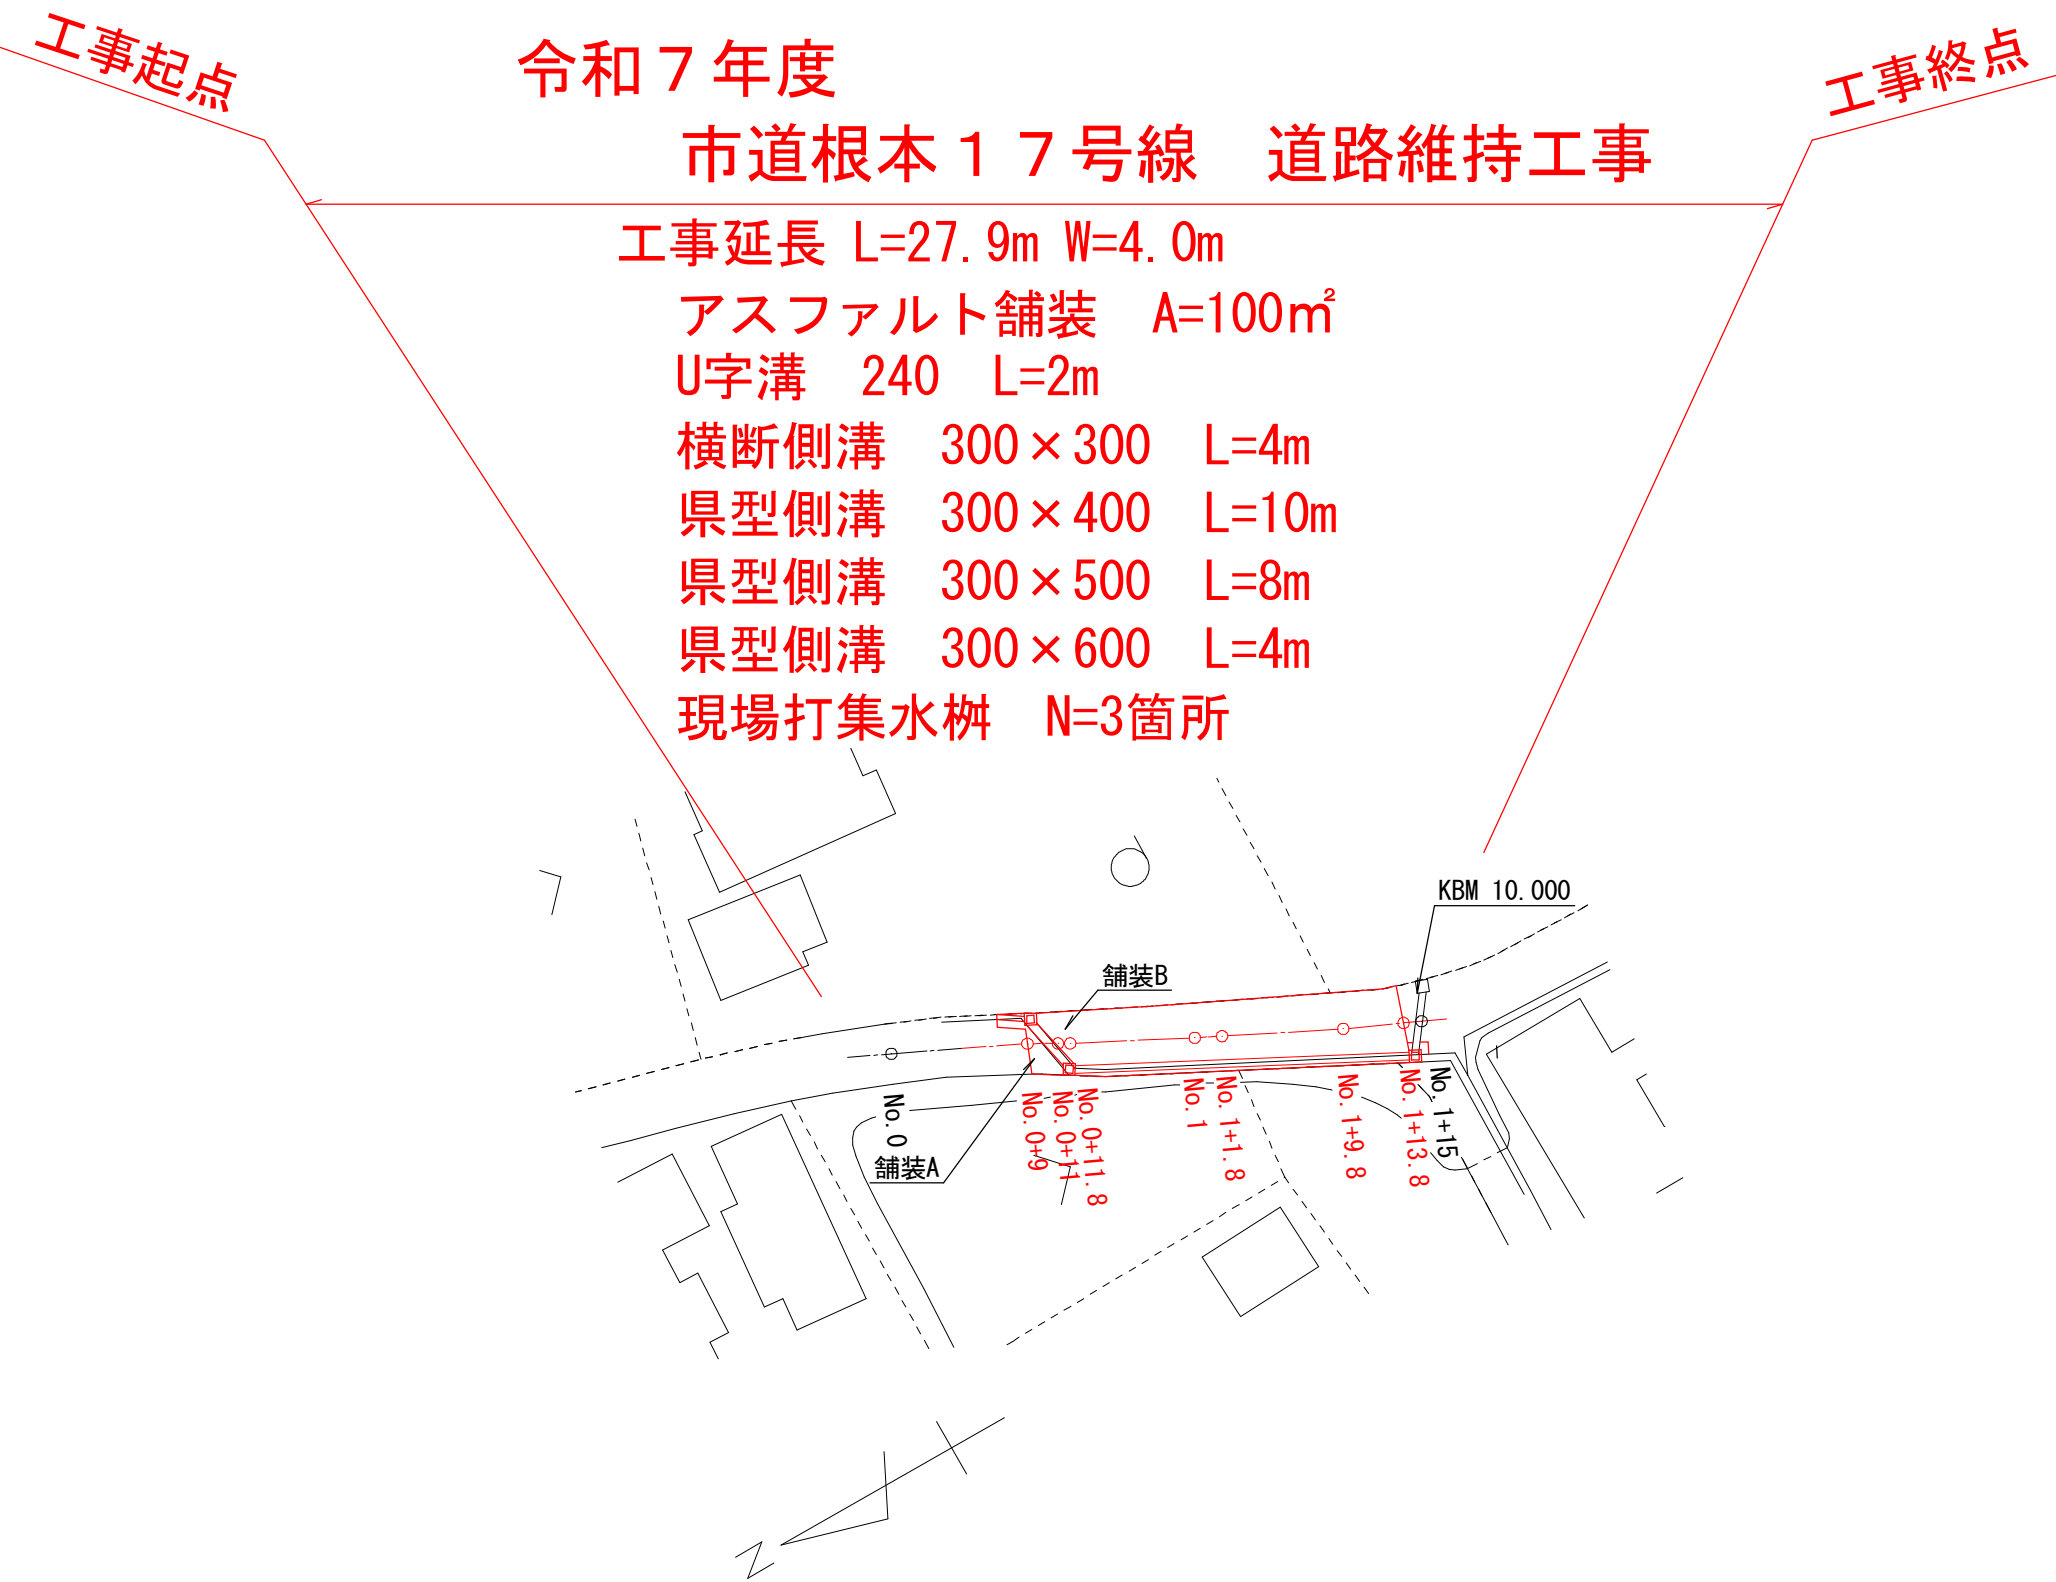 工事起点
工事終点
令和７年度
市道根本１７号線　道路維持工事
工事延長 L=27.9m W=4.0m
アスファルト舗装　A=100㎡
U字溝　240　L=2m
横断側溝　300×300　L=4m
県型側溝　300×400　L=10m
県型側溝　300×500　L=8m
県型側溝　300×600　L=4m
現場打集水桝　N=3箇所
KBM 10.000
舗装B
No.0
No.0+9
No.0+11
No.0+11.8
No.1
No.1+1.8
No.1+9.8
No.1+13.8
No.1+15
舗装A
N